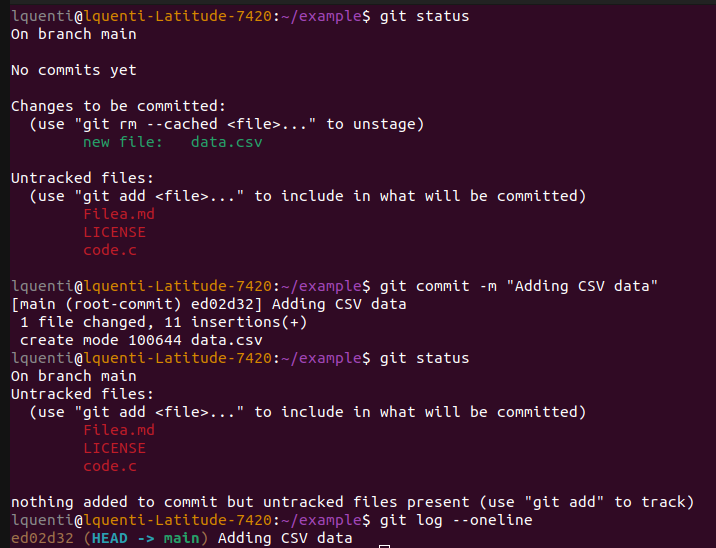 lquenti@lquenti-Latitude-7420:~/example$ git status
On branch main

No commits yet

Changes to be committed:
  (use "git rm --cached <file>..." to unstage)
        new file:   data.csv

Untracked files:
  (use "git add <file>..." to include in what will be committed)
        Filea.md
        LICENSE
        code.c

lquenti@lquenti-Latitude-7420:~/example$ git commit -m "Adding CSV data"
[main (root-commit) ed02d32] Adding CSV data
 1 file changed, 11 insertions(+)
 create mode 100644 data.csv
lquenti@lquenti-Latitude-7420:~/example$ git status
On branch main
Untracked files:
  (use "git add <file>..." to include in what will be committed)
        Filea.md
        LICENSE
        code.c

nothing added to commit but untracked files present (use "git add" to track)
lquenti@lquenti-Latitude-7420:~/example$ git log --oneline
ed02d32 (HEAD -> main) Adding CSV data